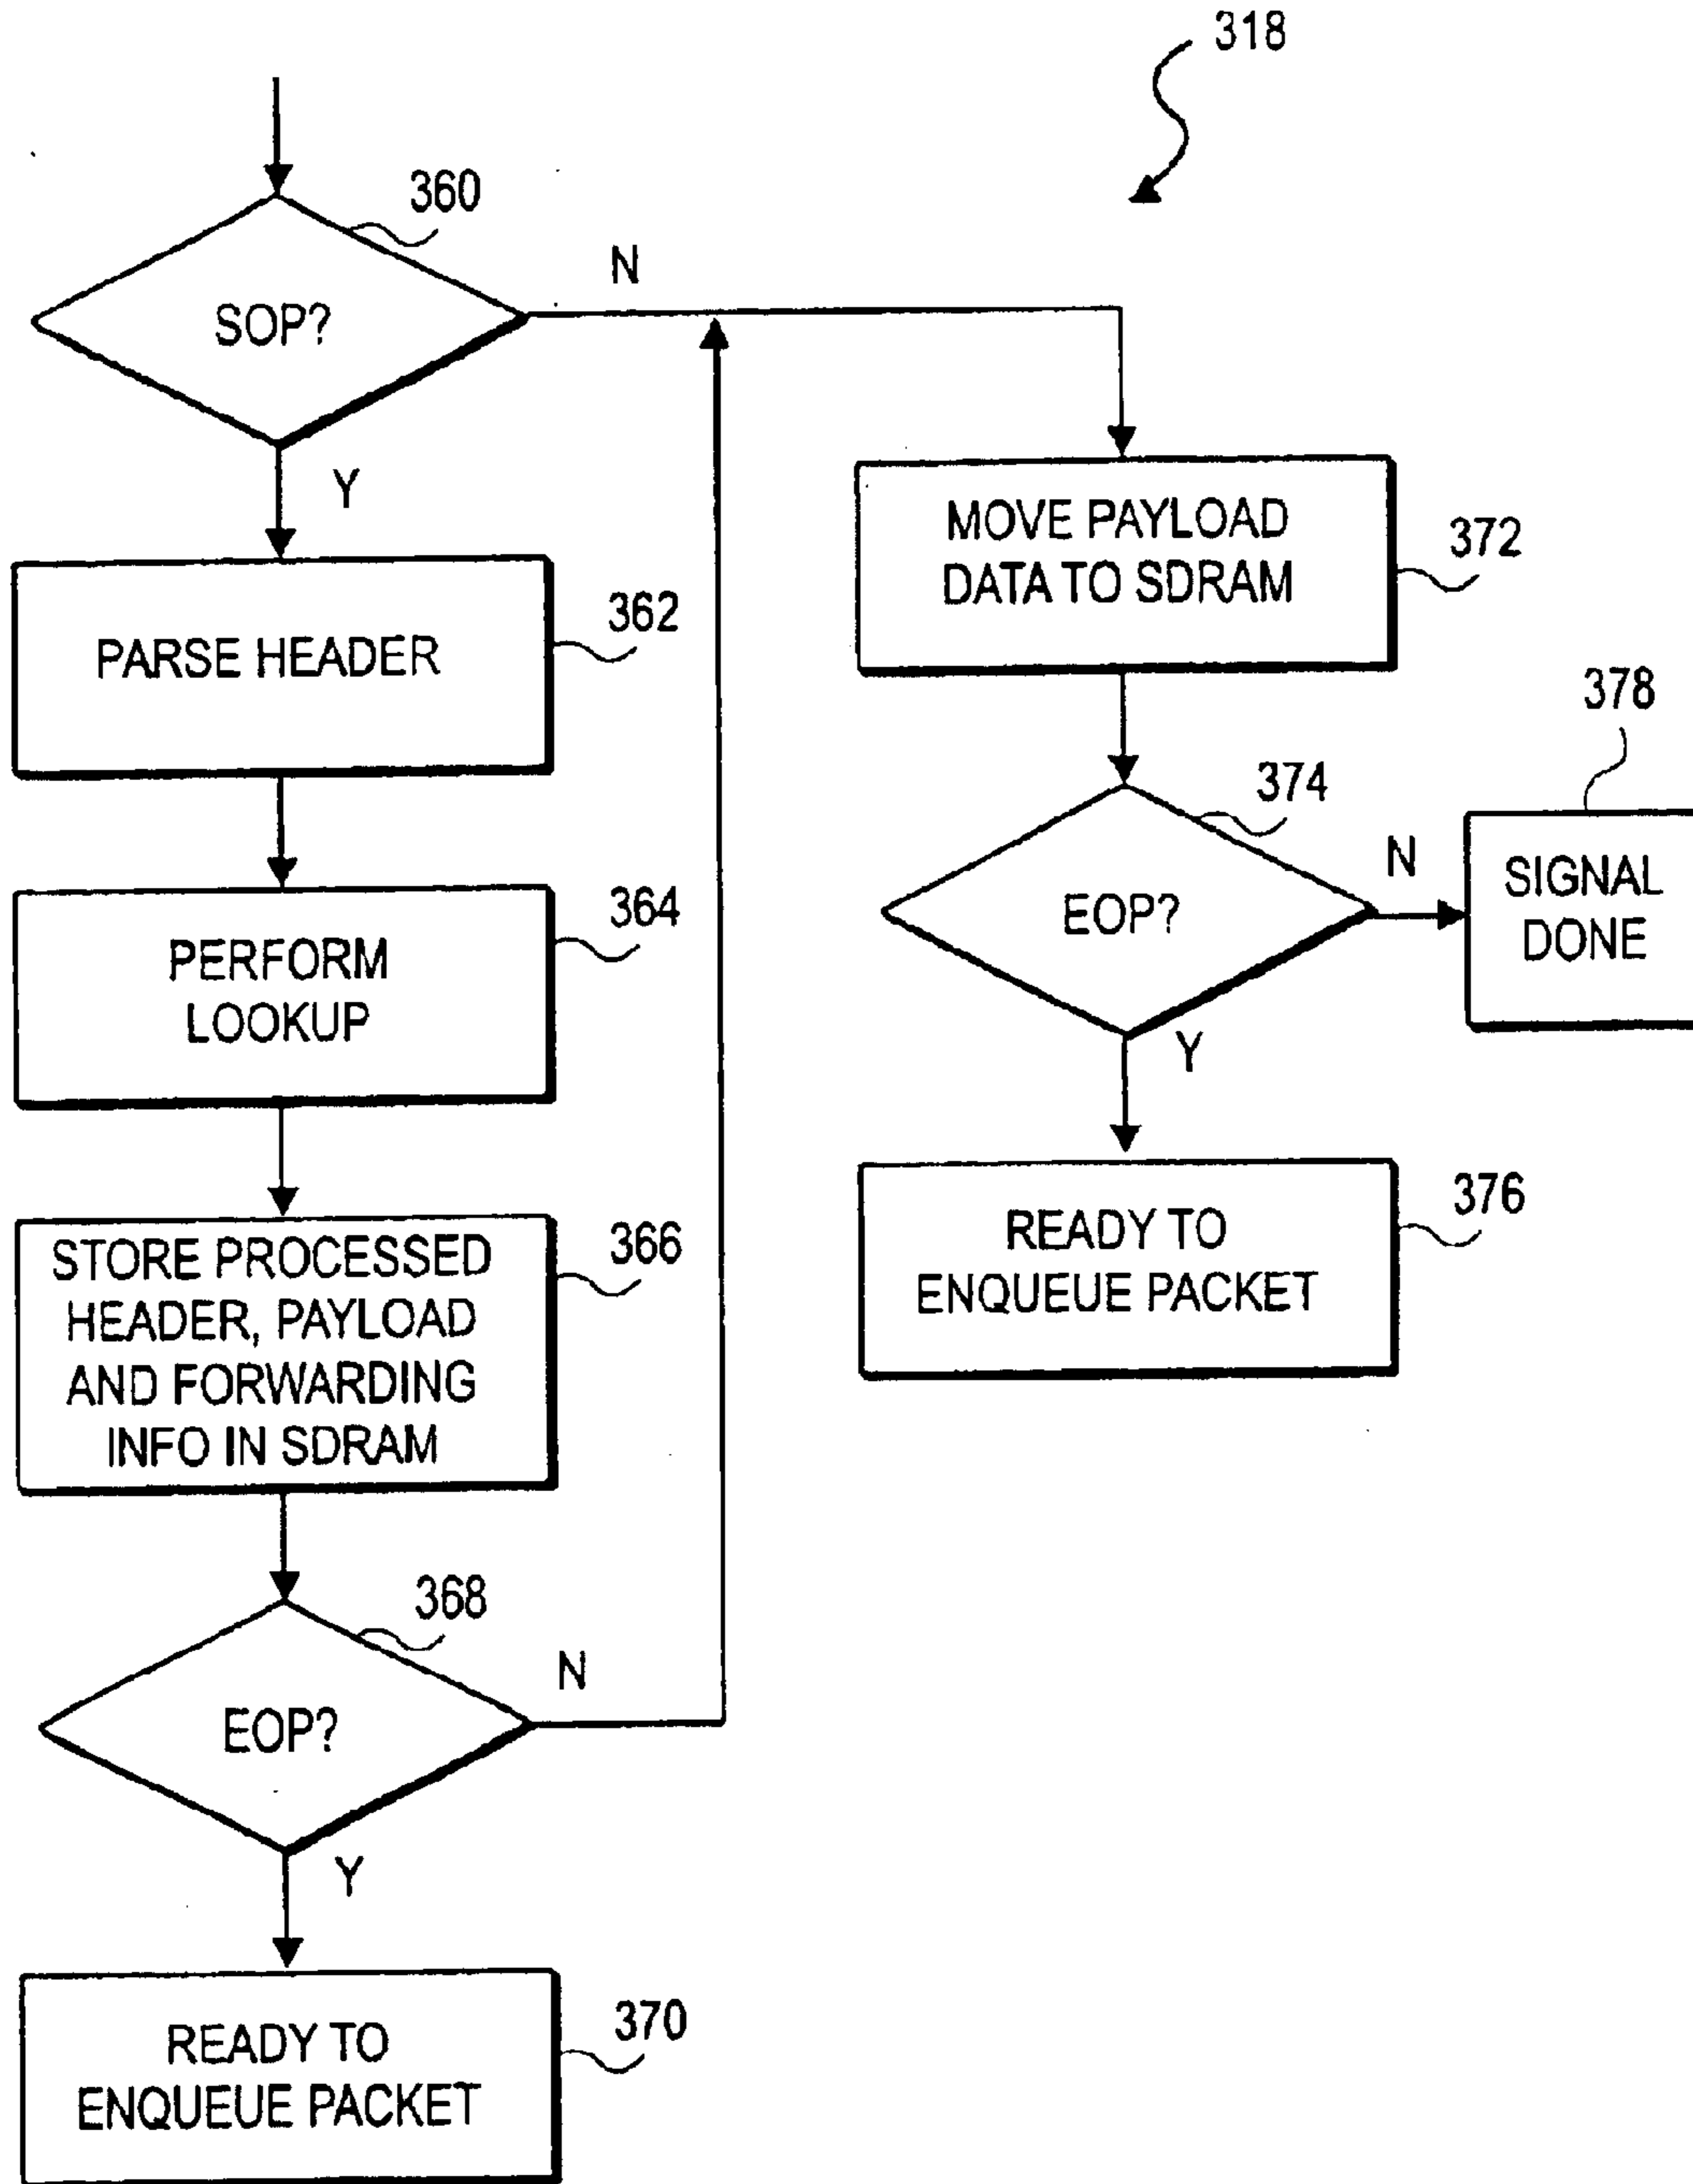 318
360
SOP?
N
Y
PARSE HEADER
362
PERFORM
LOOKUP
364
STORE PROCESSED
HEADER, PAYLOAD
AND FORWARDING
INFO IN SDRAM
366
368
EOP?
N
Y
READY TO
ENQUEUE PACKET
370
MOVE PAYLOAD
DATA TO SDRAM
372
374
EOP?
N
378
SIGNAL
DONE
Y
READY TO
ENQUEUE PACKET
376